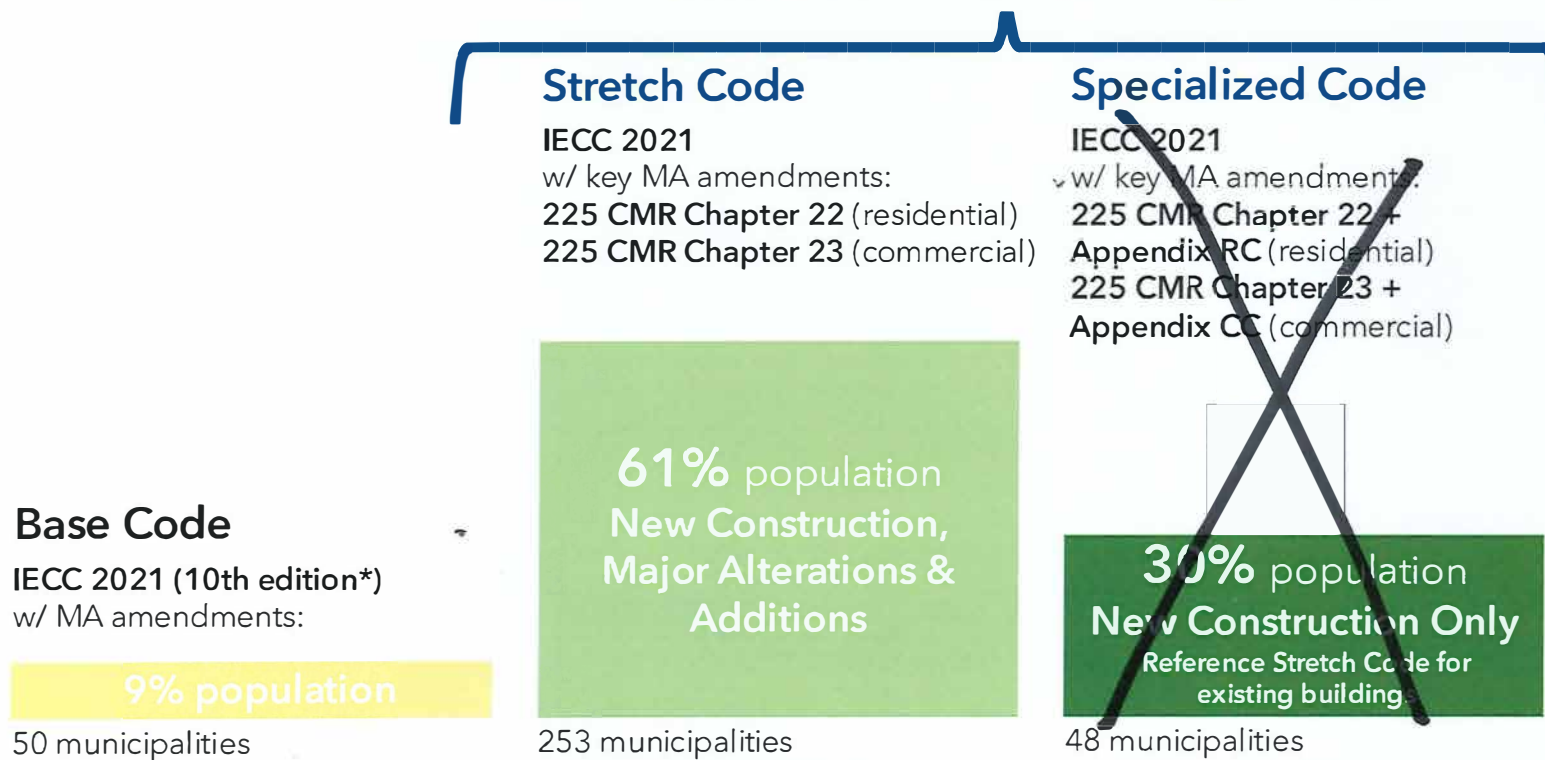 Stretch Code
IECC 2021
w/ key MA amendments:
225 CMR Chapter 22 (residential)
225 CMR Chapter 23 (commercial)
61% population
New Construction,
Major Alterations &
Additions
253 municipalities
Specialized Code
IECC 2021
w/ key MA amendments:
225 CMR Chapter 22 +
Appendix RC (residential)
225 CMR Chapter 23 +
Appendix CC (commercial)
30% population
New Construction Only
Reference Stretch Code for
existing buildings
48 municipalities
Base Code
IECC 2021 (10th edition*)
w/ MA amendments:
9% population
50 municipalities